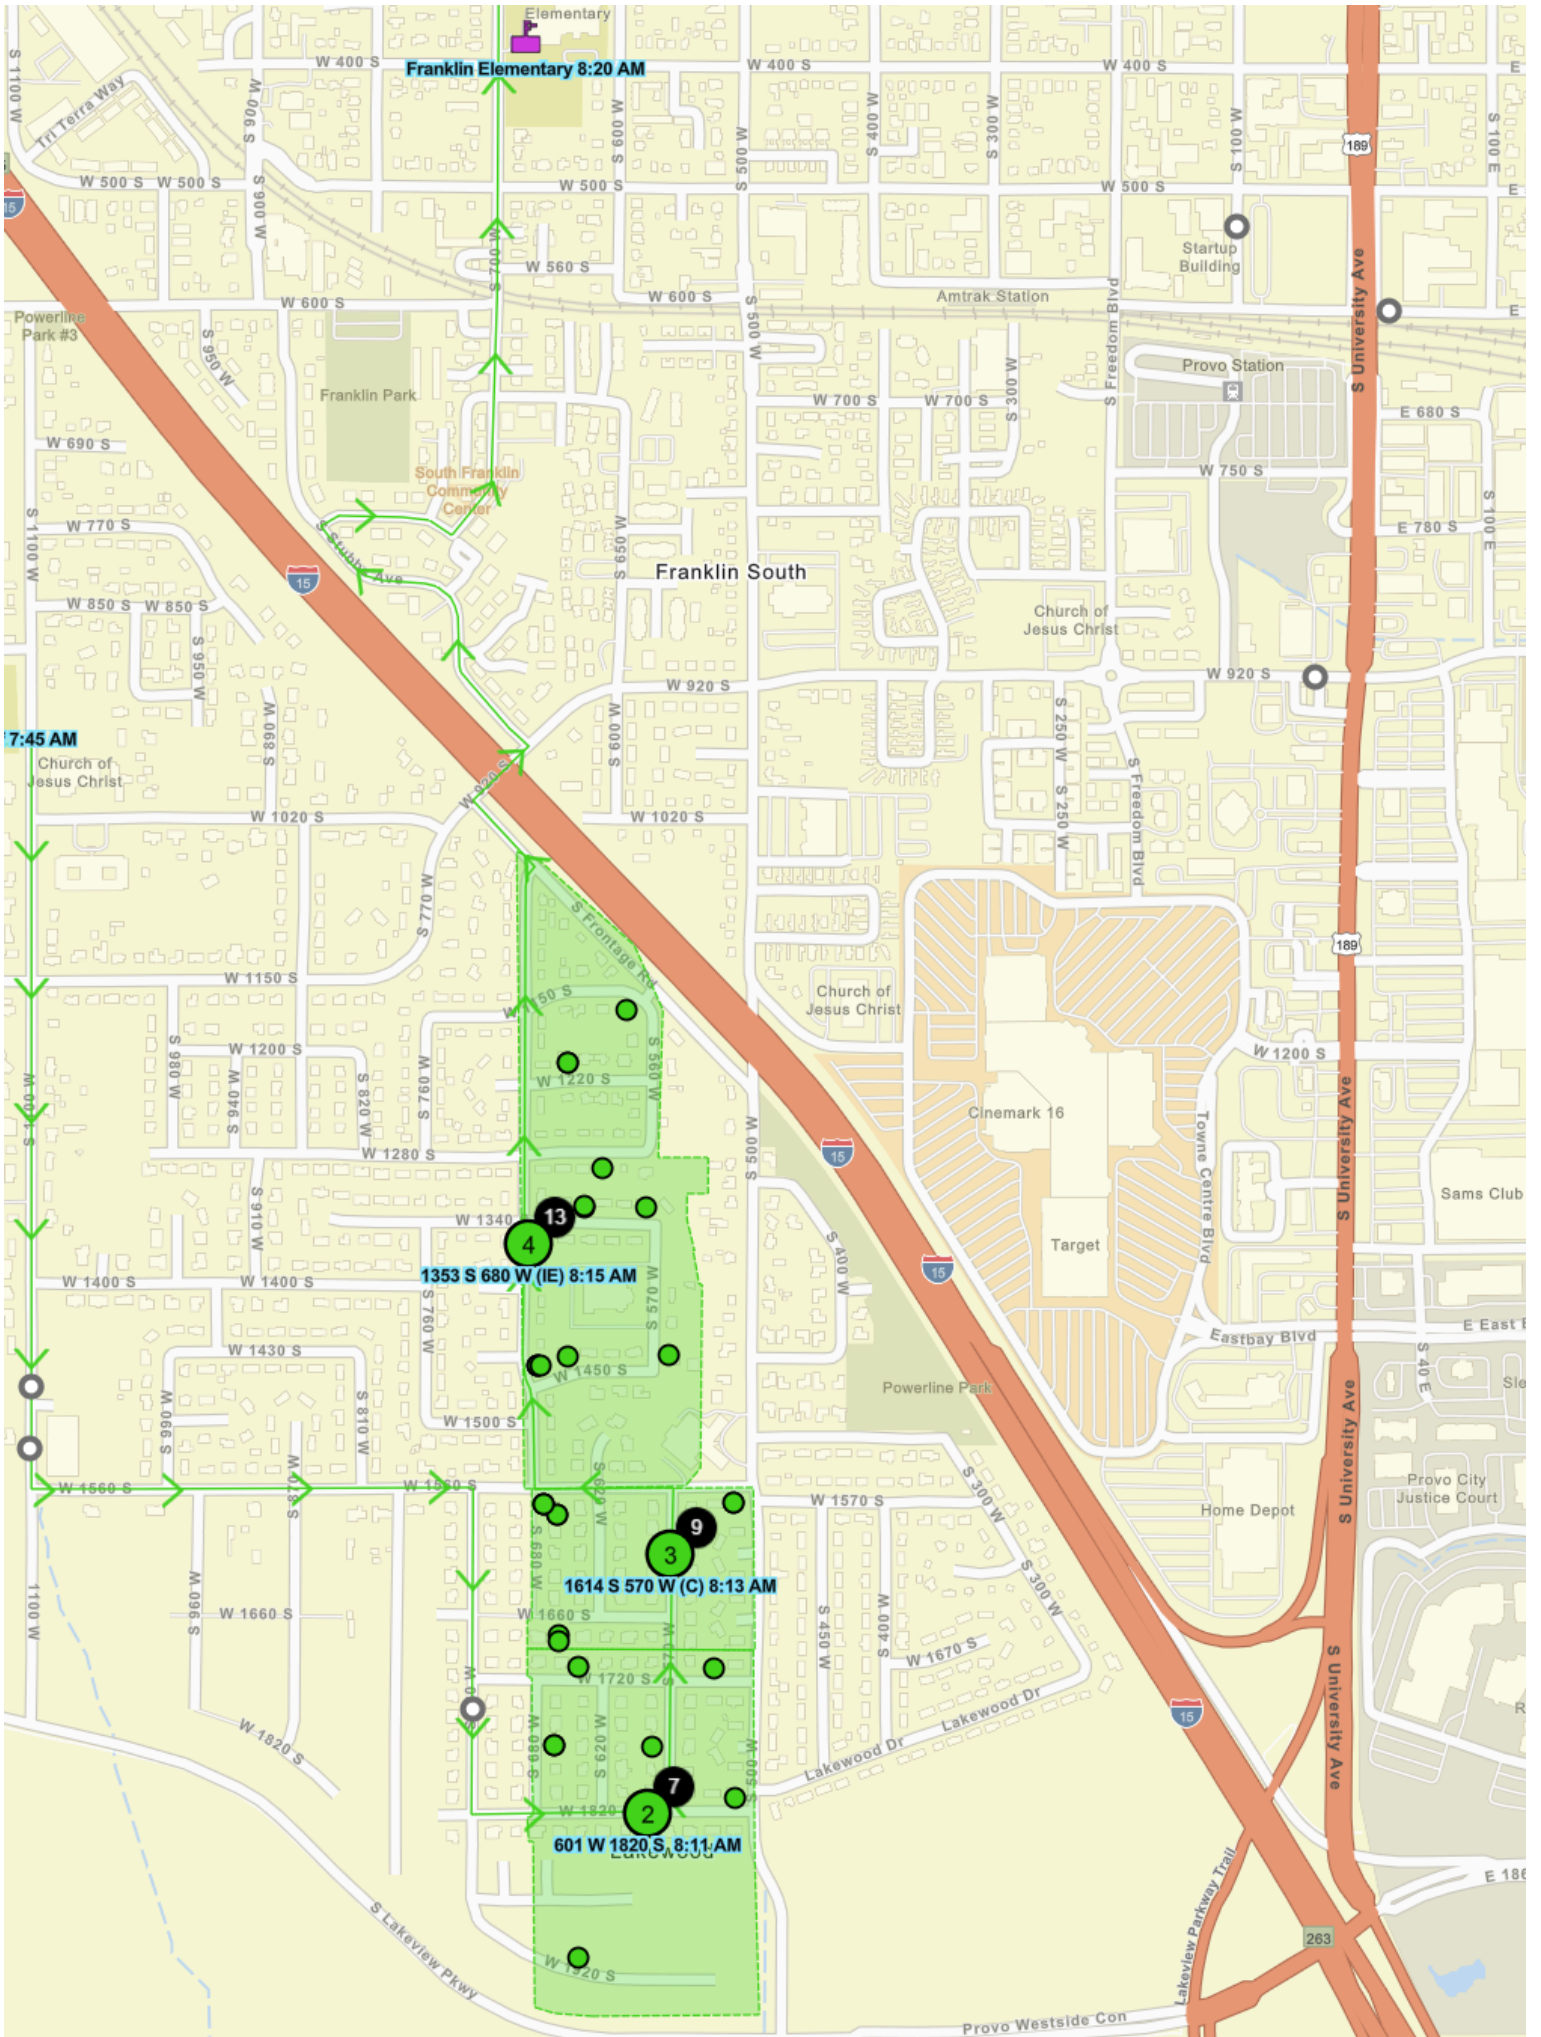 Elementary
W 400 S
W 400 S
W 400 S
E
Franklin Elementary 8:20 AM
S 1100 W
Tri Terra Way
S 900 W
S 600 W
S 500 W
S 400 W
S 300 W
S 100 W
S 100 E
189
W 500 S
W 500 S
W 500 S
W 500 S
E
15
S 900 W
S 700 W
Startup
Building
W 560 S
W 600 S
W 600 S
Amtrak Station
E
Powerline
Park #3
S 950 W
S 500 W
S Freedom Blvd
S University Ave
Franklin Park
Provo Station
S 300 W
W 700 S
W 700 S
E 680 S
W 690 S
South Franklin
Community
Center
W 750 S
S 100 E
S 1100 W
W 770 S
S Stubbs Ave
S 650 W
E 780 S
15
Franklin South
W 850 S
W 850 S
Church of
Jesus Christ
S 950 W
W 920 S
W 920 S
S 890 W
S 600 W
S 250 W
7:45 AM
Church of
Jesus Christ
W 920 S
S Freedom Blvd
W 1020 S
W 1020 S
S 250 W
S 770 W
S Frontage Rd
189
W 1150 S
Church of
Jesus Christ
S 980 W
W 1200 S
S 560 W
W 1200 S
S 940 W
S 820 W
S 760 W
W 1220 S
Cinemark 16
Towne Centre Blvd
S University Ave
W 1280 S
S 500 W
15
S 910 W
Sams Club
W 1340
13
4
S 400 W
Target
15
1353 S 680 W (IE) 8:15 AM
W 1400 S
W 1400 S
S 570 W
S 760 W
Eastbay Blvd
E East
W 1430 S
W 1450 S
S 40 E
Powerline Park
S 990 W
S 810 W
W 1500 S
S University Ave
S 870 W
W 1560 S
W 1560 S
S 620 W
W 1570 S
S 300 W
Home Depot
Provo City
Justice Court
9
3
S 680 W
1614 S 570 W (C) 8:13 AM
1100 W
S 960 W
W 1660 S
W 1660 S
S 450 W
S 400 W
S 300 W
S 570 W
W 1670 S
W 1720 S
S University Ave
Lakewood Dr
15
W 1820 S
S 680 W
S 620 W
S 500 W
Lakewood Dr
7
2
W 1820
601 W 1820 S 8:11 AM
Lakewood
Lakeview Parkway Trail
S Lakeview Pkwy
263
W 1920 S
Provo Westside Con